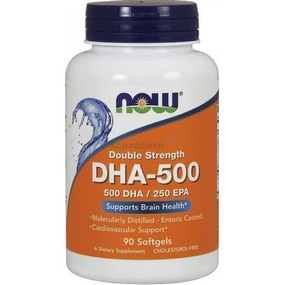 now
Double Strength
DHA-500
500 DHA / 250 EPA
Supports Brain Health*
• Molecularly Distilled - Enteric Coated
• Cardiovascular Support*
90 Softgels
A Dietary Supplement CHOLESTEROL-FREE